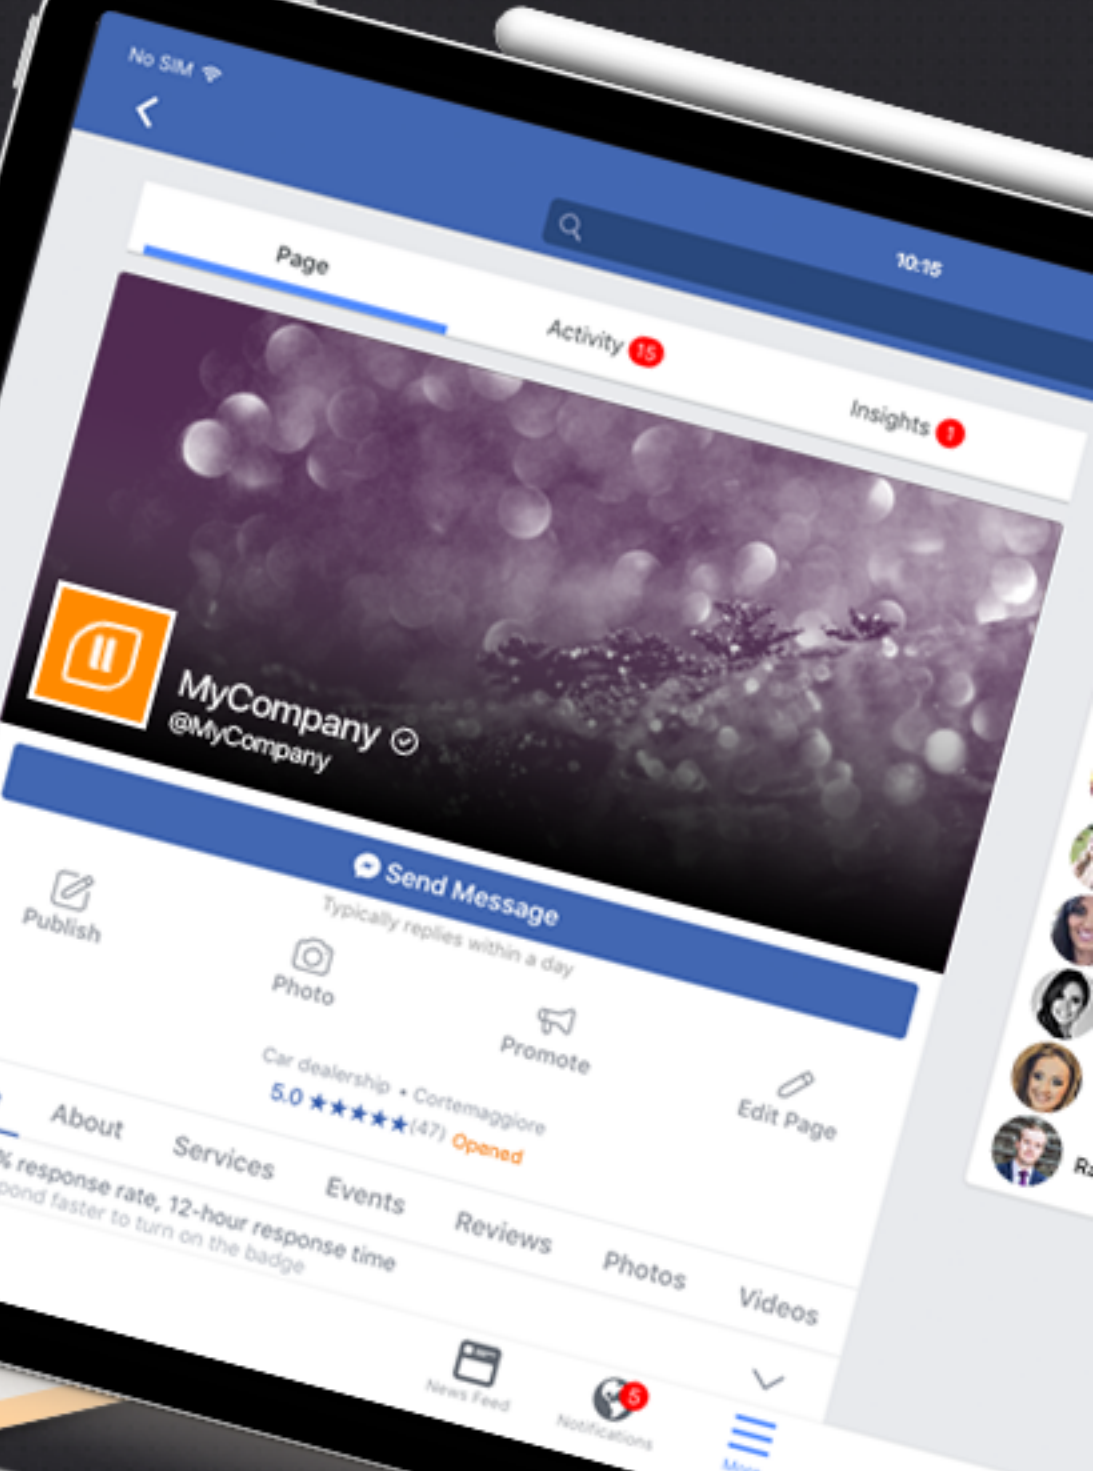 No SIM
10:15
Page
Activity 15
Insights 1
MyCompany
@MyCompany
Send Message
Typically replies within a day
Publish
Photo
Promote
Edit Page
Car dealership • Cortemaggiore
5.0 ★★★★★(47) Opened
About
Services
Events
Reviews
Photos
Videos
% response rate, 12-hour response time
faster to turn on the badge
News Feed
Notifications
5